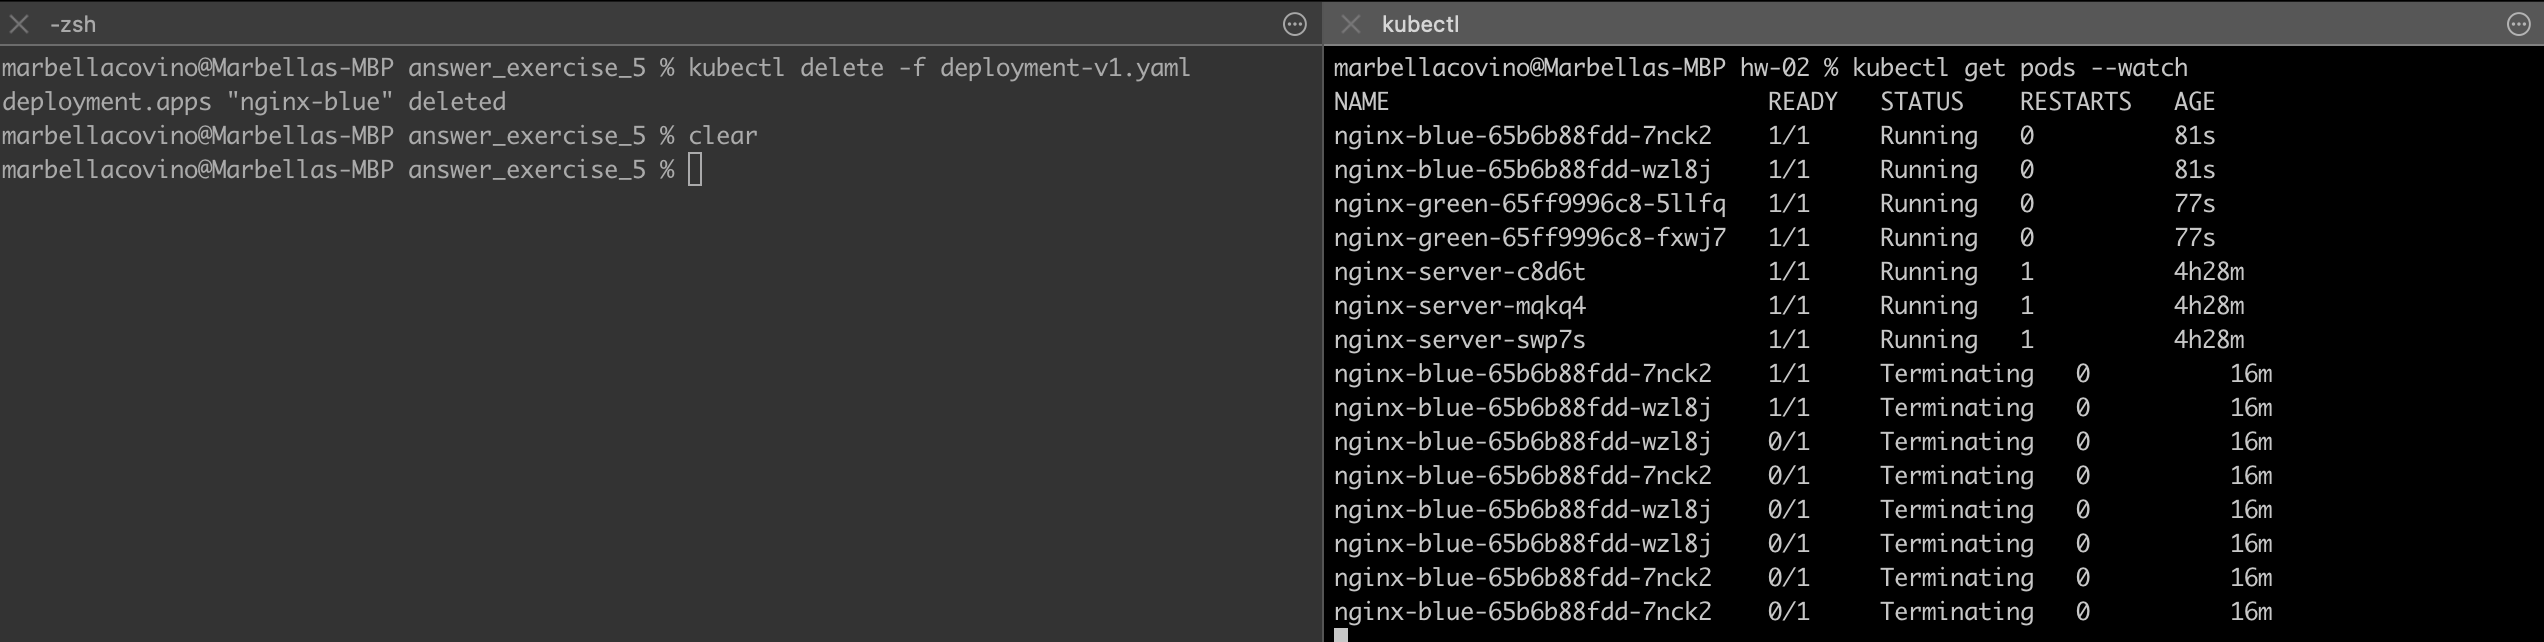 -zsh
marbellacovino@Marbellas-MBP answer_exercise_5 % kubectl delete -f deployment-v1.yaml
deployment.apps "nginx-blue" deleted
marbellacovino@Marbellas-MBP answer_exercise_5 % clear
marbellacovino@Marbellas-MBP answer_exercise_5 %
kubectl
marbellacovino@Marbellas-MBP hw-02 % kubectl get pods --watch
NAME READY STATUS RESTARTS AGE
nginx-blue-65b6b88fdd-7nck2 1/1 Running 0 81s
nginx-blue-65b6b88fdd-wzl8j 1/1 Running 0 81s
nginx-green-65ff9996c8-5llfq 1/1 Running 0 77s
nginx-green-65ff9996c8-fxwj7 1/1 Running 0 77s
nginx-server-c8d6t 1/1 Running 1 4h28m
nginx-server-mqkq4 1/1 Running 1 4h28m
nginx-server-swp7s 1/1 Running 1 4h28m
nginx-blue-65b6b88fdd-7nck2 1/1 Terminating 0 16m
nginx-blue-65b6b88fdd-wzl8j 1/1 Terminating 0 16m
nginx-blue-65b6b88fdd-wzl8j 0/1 Terminating 0 16m
nginx-blue-65b6b88fdd-7nck2 0/1 Terminating 0 16m
nginx-blue-65b6b88fdd-wzl8j 0/1 Terminating 0 16m
nginx-blue-65b6b88fdd-wzl8j 0/1 Terminating 0 16m
nginx-blue-65b6b88fdd-7nck2 0/1 Terminating 0 16m
nginx-blue-65b6b88fdd-7nck2 0/1 Terminating 0 16m